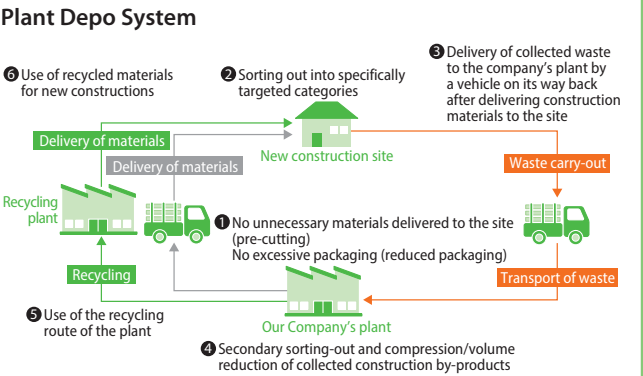 Plant Depo System
❻ Use of recycled materials
for new constructions
❷ Sorting out into specifically
targeted categories
❸ Delivery of collected waste
to the company's plant by
a vehicle on its way back
after delivering construction
materials to the site
Delivery of materials
Delivery of materials
New construction site
Waste carry-out
Recycling
plant
❶ No unnecessary materials delivered to the site
(pre-cutting)
No excessive packaging (reduced packaging)
Recycling
Transport of waste
❺ Use of the recycling
route of the plant
Our Company's plant
❹ Secondary sorting-out and compression/volume
reduction of collected construction by-products